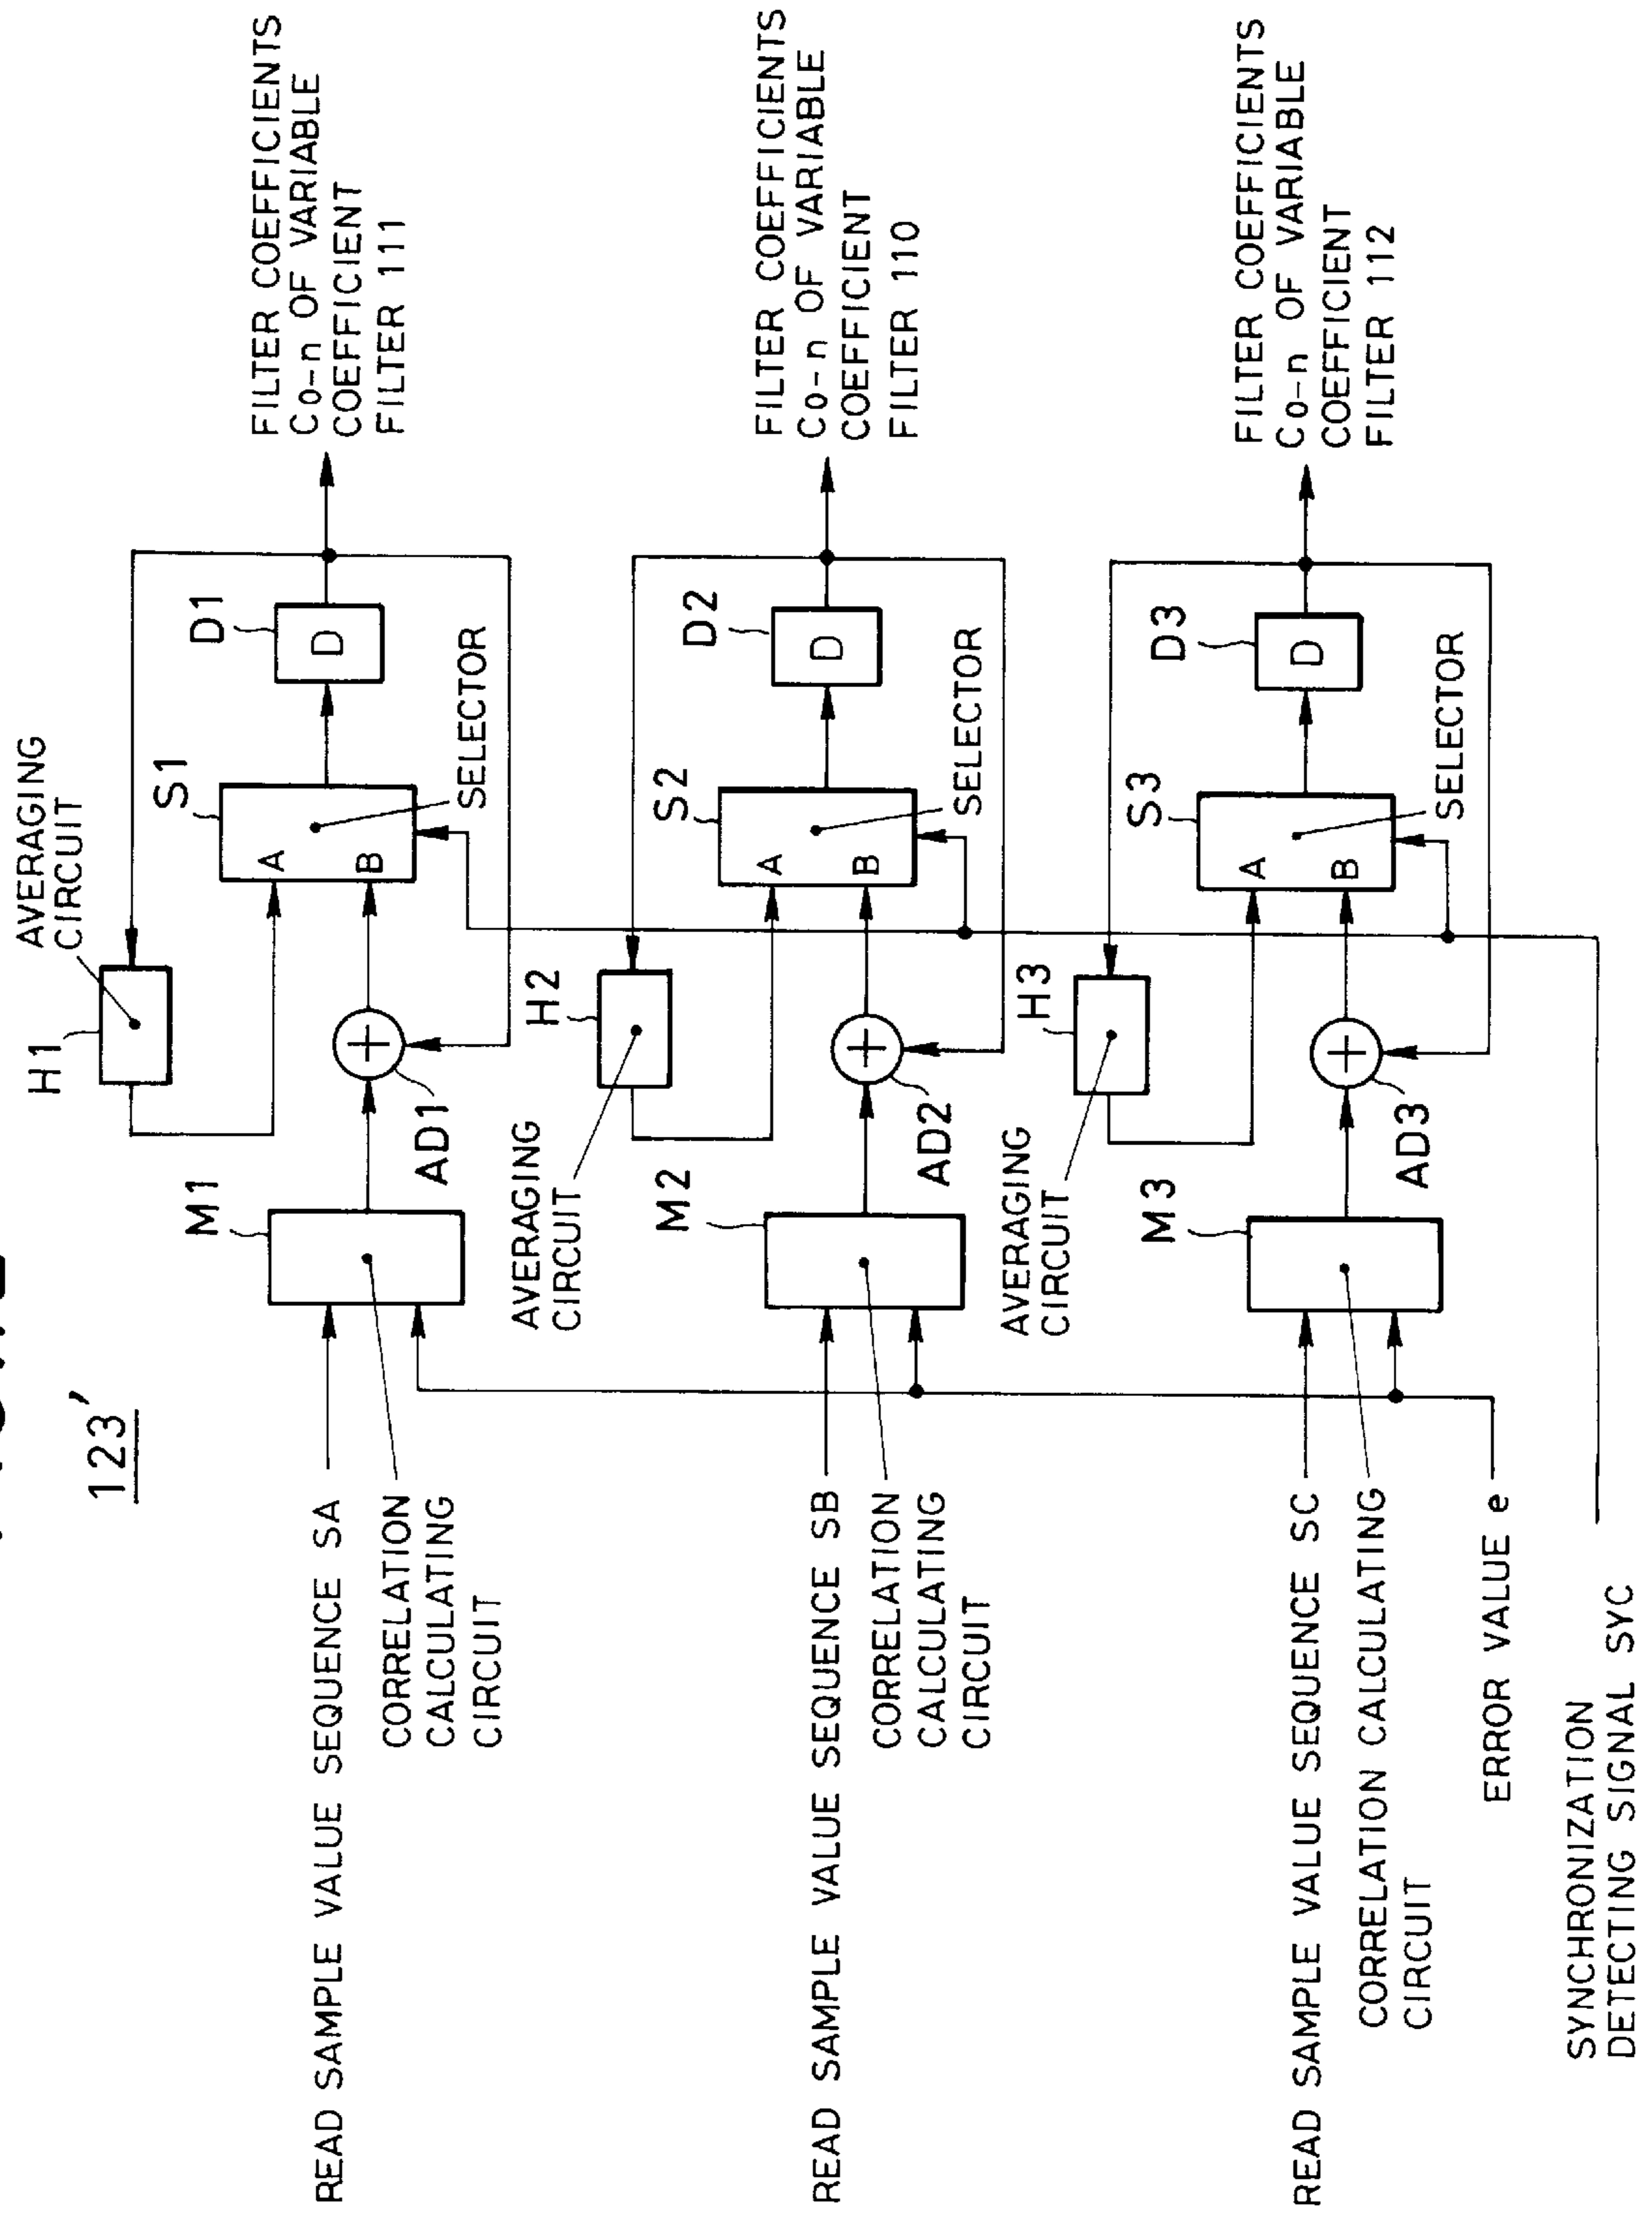 123'
READ SAMPLE VALUE SEQUENCE SA
CORRELATION
CALCULATING
CIRCUIT
M1
AD1
H1
AVERAGING
CIRCUIT
S1
A
B
SELECTOR
D1
D
FILTER COEFFICIENTS
C0-n OF VARIABLE
COEFFICIENT
FILTER 111
READ SAMPLE VALUE SEQUENCE SB
CORRELATION
CALCULATING
CIRCUIT
AVERAGING
CIRCUIT
M2
AD2
H2
S2
A
B
SELECTOR
D2
D
FILTER COEFFICIENTS
C0-n OF VARIABLE
COEFFICIENT
FILTER 110
READ SAMPLE VALUE SEQUENCE SC
CORRELATION CALCULATING
CIRCUIT
AVERAGING
CIRCUIT
M3
AD3
H3
S3
A
B
SELECTOR
D3
D
FILTER COEFFICIENTS
C0-n OF VARIABLE
COEFFICIENT
FILTER 112
ERROR VALUE e
SYNCHRONIZATION
DETECTING SIGNAL SYC